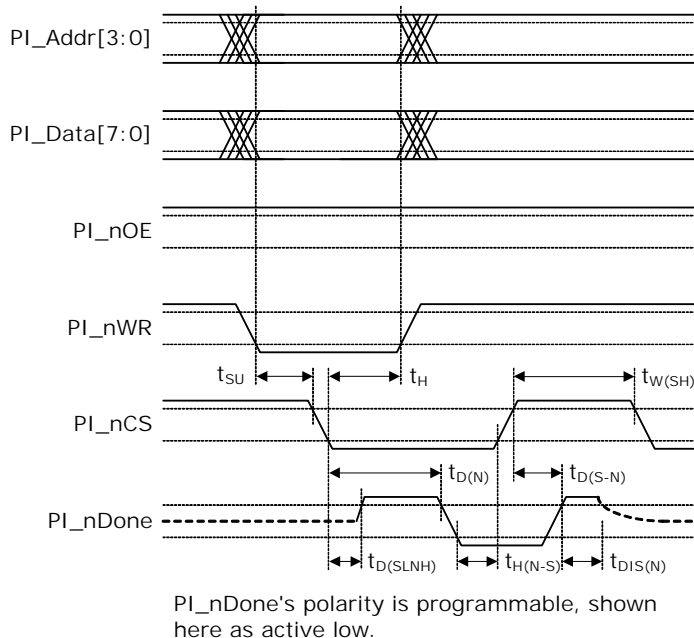 PI_Addr[3:0]
PI_Data[7:0]
PI_nOE
PI_nWR
tSU
tH
tW(SH)
PI_nCS
tD(N)
tD(S-N)
PI_nDone
tD(SLNH)
tH(N-S)
tDIS(N)
PI_nDone's polarity is programmable, shown
here as active low.